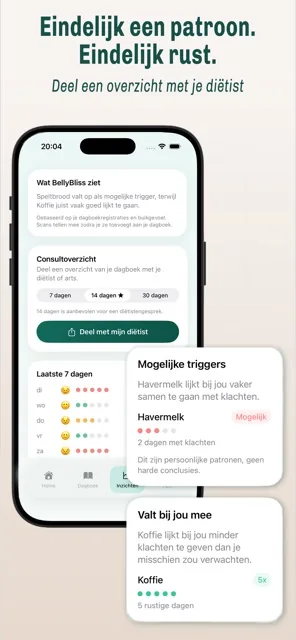 Eindelijk een patroon.
Eindelijk rust.
Deel een overzicht met je diëtist
20:04
Wat BellyBliss ziet
Speltbrood valt op als mogelijke trigger, terwijl
Koffie juist vaak goed lijkt te gaan.
Gebaseerd op je dagboekregistraties en buikgevoel.
Scans tellen mee zodra je ze toevoegt aan je dagboek.
Consultoverzicht
Deel een overzicht van je dagboek met je
diëtist of arts.
7 dagen
14 dagen
30 dagen
14 dagen is aanbevolen voor een diëtistengesprek.
Deel met mijn diëtist
Laatste 7 dagen
di
wo
do
vr
za
Home
Dagboek
Inzichten
Mogelijke triggers
Havermelk lijkt bij jou vaker
samen te gaan met klachten.
Havermelk
Mogelijk
2 dagen met klachten
Dit zijn persoonlijke patronen, geen
harde conclusies.
Valt bij jou mee
Koffie lijkt bij jou minder
klachten te geven dan je
misschien zou verwachten.
Koffie
5x
5 rustige dagen